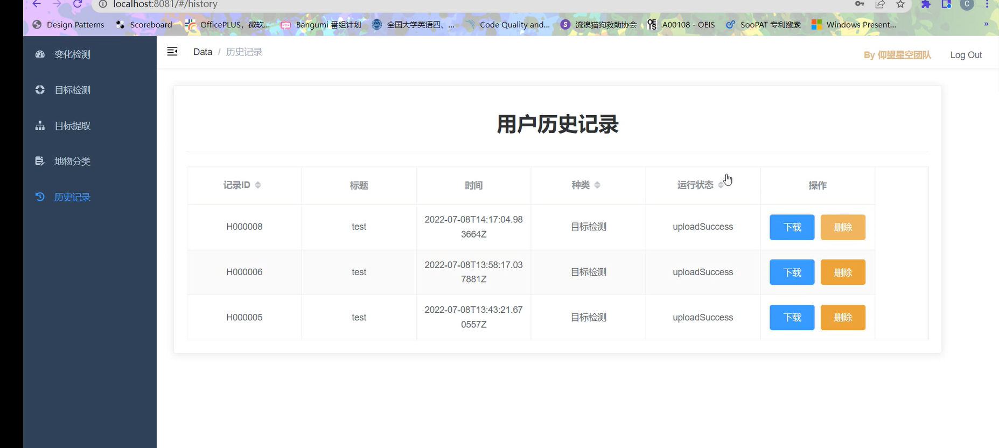 localhost:8081/#/history
C
Design Patterns
Scoreboard
OfficePLUS，微软...
Bangumi 番组计划
全国大学英语四、...
Code Quality and...
S
流浪猫狗救助协会
A00108 - OEIS
SooPAT 专利搜索
Windows Present...
»
变化检测
目标检测
目标提取
地物分类
历史记录
Data / 历史记录
By 仰望星空团队
Log Out
用户历史记录
记录ID 标题 时间 种类 运行状态 操作
H000008 test 2022-07-08T14:17:04.98
3664Z 目标检测 uploadSuccess 下载 删除
H000006 test 2022-07-08T13:58:17.03
7881Z 目标检测 uploadSuccess 下载 删除
H000005 test 2022-07-08T13:43:21.67
0557Z 目标检测 uploadSuccess 下载 删除